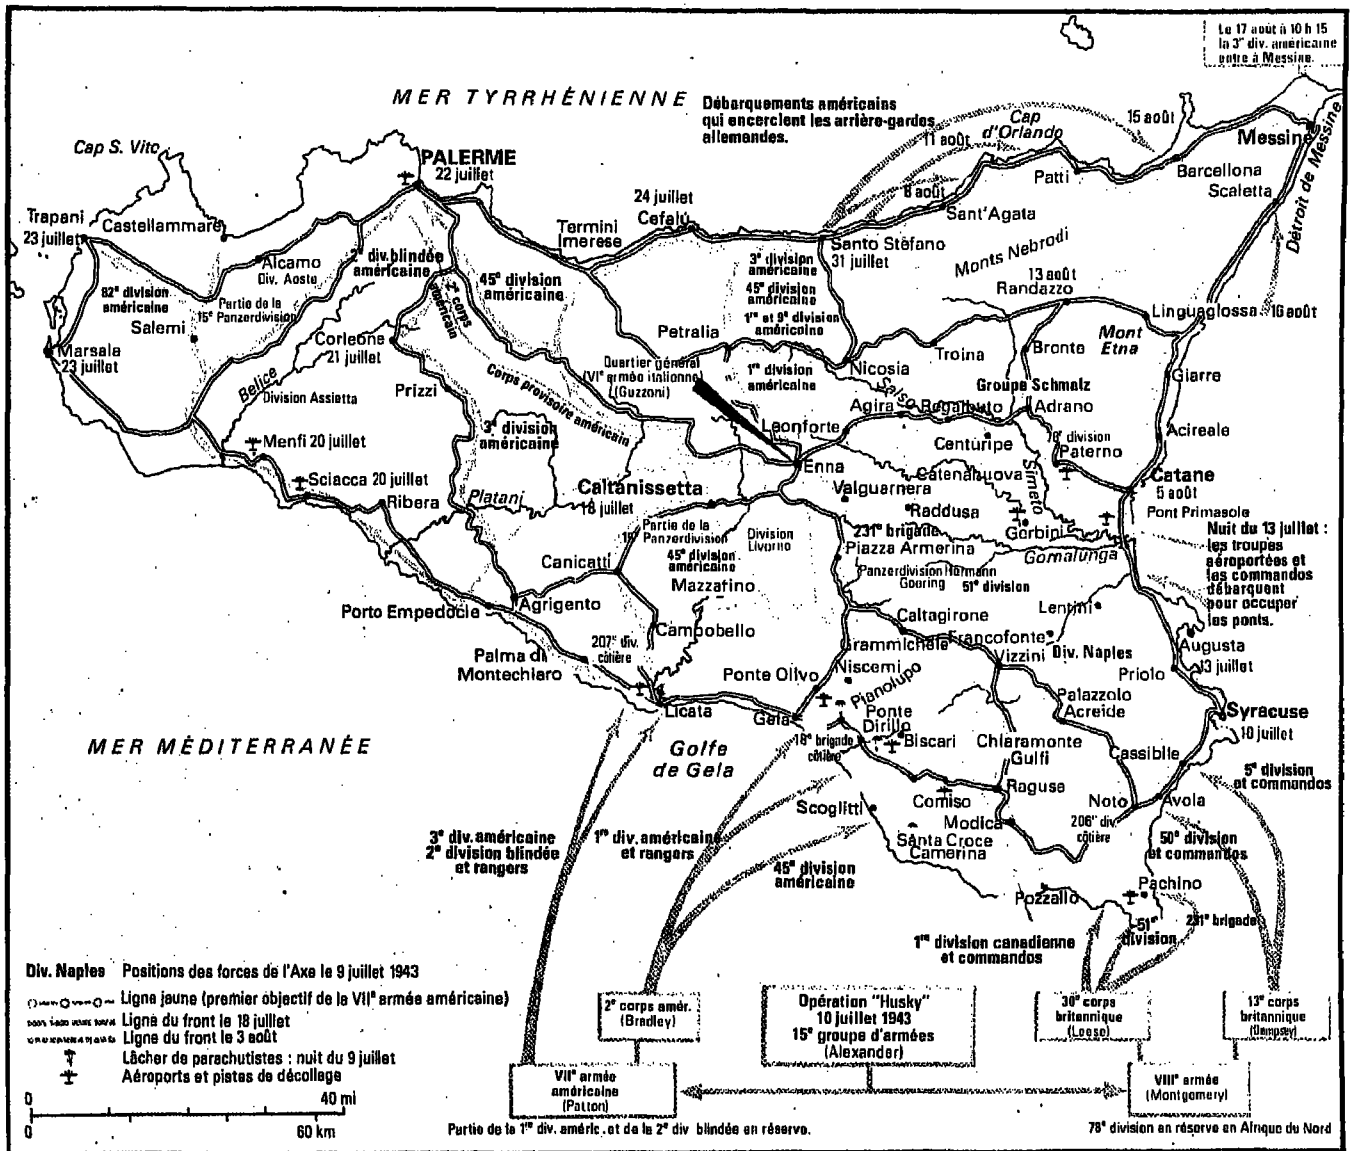 Le 17 août à 10 h 15
la 3e div. américaine
entre à Messine.
MER TYRRHÉNIENNE
Débarquements américains
qui encerclent les arrière-gardes
allemandes.
Cap S. Vito
PALERME
22 juillet
11 août
Cap
d'Orlando
15 août
Messine
Détroit de Messine
Barcellona
Scaletta
Patti
8 août
Sant'Agata
24 juillet
Cefalù
Termini
Imerese
Trapani
23 juillet
Castellammare
Alcamo
Div. Aoste
2e div. blindée
américaine
45e division
américaine
2e corps
américain
82e division
américaine
Partie de la
15e Panzerdivision
Salemi
Santo Stéfano
31 juillet
3e division
américaine
45e division
américaine
1re et 9e division
américaine
Monts Nebrodi
13 août
Randazzo
Linguaglossa
16 août
Mont
Etna
Petralia
Corleone
21 juillet
Marsala
23 juillet
Prizzi
Belice
Division Assietta
Corps provisoire américain
Quartier général
(VIe armée italienne)
(Guzzoni)
1re division
américaine
Nicosia
Troina
Bronte
Giarre
Salso
Groupe Schmalz
Agira
Regalbuto
Adrano
Leonforte
Centuripe
78e division
Paterno
Acireale
3e division
américaine
Menfi 20 juillet
Sciacca 20 juillet
Ribera
Platani
Caltanissetta
18 juillet
Enna
Valguarnera
Catenanuova
Simeto
Catane
5 août
Pont Primasole
Raddusa
Gerbini
Gornalunga
231e brigade
Piazza Armerina
Panzerdivision Hermann
Goering
51e division
Nuit du 13 juillet :
les troupes
aéroportées et
les commandos
débarquent
pour occuper
les ponts.
Partie de la
Panzerdivision
Division
Livorno
45e division
américaine
Mazzarino
Canicatti
Agrigento
Porto Empedocle
Campobello
207e div.
côtière
Palma di
Montechiaro
Licata
Lentini
Caltagirone
Grammichele
Francofonte
Vizzini
Div. Naples
Augusta
13 juillet
Priolo
Niscemi
Ponte Olivo
Gela
Pianolupo
Ponte
Dirillo
Biscari
18e brigade
côtière
Palazzolo
Acreide
Syracuse
10 juillet
Cassibile
Chiaramonte
Gulfi
MER MÉDITERRANÉE
Golfe
de Gela
Scoglitti
Comiso
Raguse
Modica
Santa Croce
Camerina
Noto
Avola
206e div.
côtière
5e division
et commandos
50e division
et commandos
3e div. américaine
2e division blindée
et rangers
1re div. américaine
et rangers
45e division
américaine
Pozzallo
Pachino
231e brigade
51e
division
1re division canadienne
et commandos
Div. Naples Positions des forces de l'Axe le 9 juillet 1943
Ligne jaune (premier objectif de la VIIe armée américaine)
Ligne du front le 18 juillet
Ligne du front le 3 août
Lâcher de parachutistes : nuit du 9 juillet
Aéroports et pistes de décollage
0 40 mi
0 60 km
2e corps amér.
(Bradley)
Opération "Husky"
10 juillet 1943
15e groupe d'armées
(Alexander)
30e corps
britannique
(Leese)
13e corps
britannique
(Dempsey)
VIIe armée
américaine
(Patton)
VIIIe armée
(Montgomery)
Partie de la 1re div. améric. et de la 2e div blindée en réserve.
78e division en réserve en Afrique du Nord